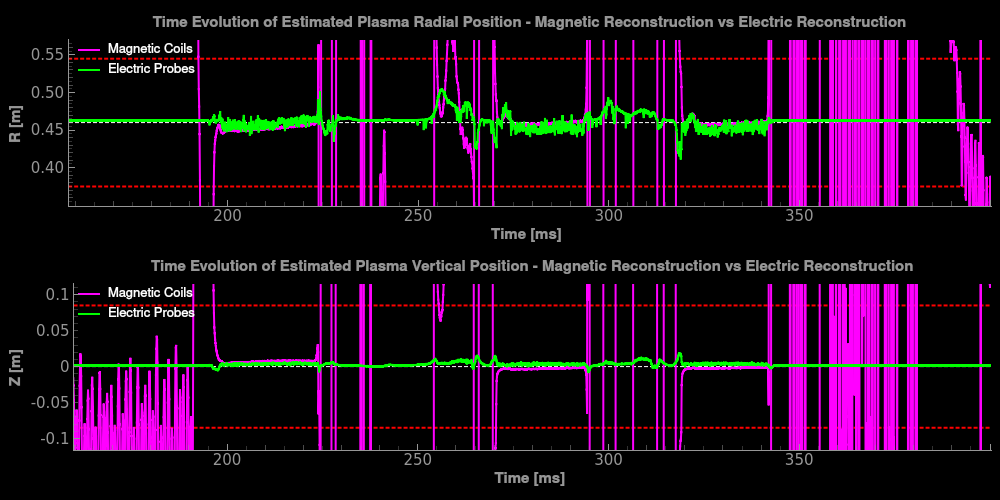 Time Evolution of Estimated Plasma Radial Position - Magnetic Reconstruction vs Electric Reconstruction
Magnetic Coils
Electric Probes
0.55
0.50
0.45
0.40
R [m]
200
250
300
350
Time [ms]
Time Evolution of Estimated Plasma Vertical Position - Magnetic Reconstruction vs Electric Reconstruction
Magnetic Coils
Electric Probes
0.1
0.05
0
-0.05
-0.1
Z [m]
200
250
300
350
Time [ms]